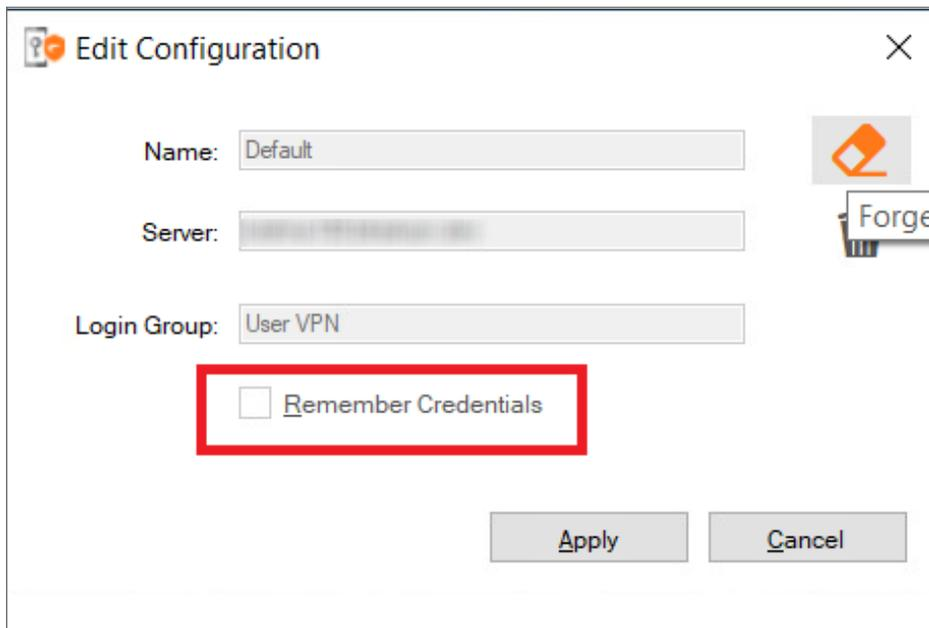 Edit Configuration
Name: Default
Server:
Forge
Login Group: User VPN
Remember Credentials
Apply Cancel